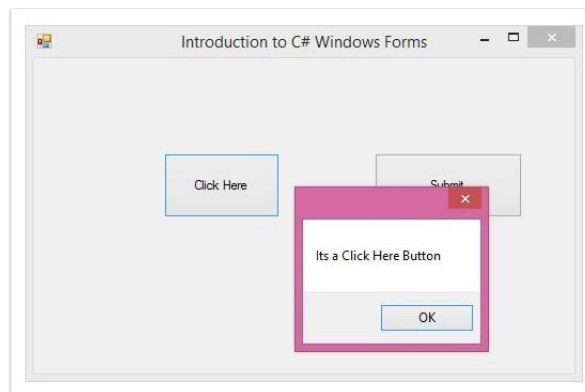 Introduction to C# Windows Forms
Click Here
Submit
Its a Click Here Button
OK